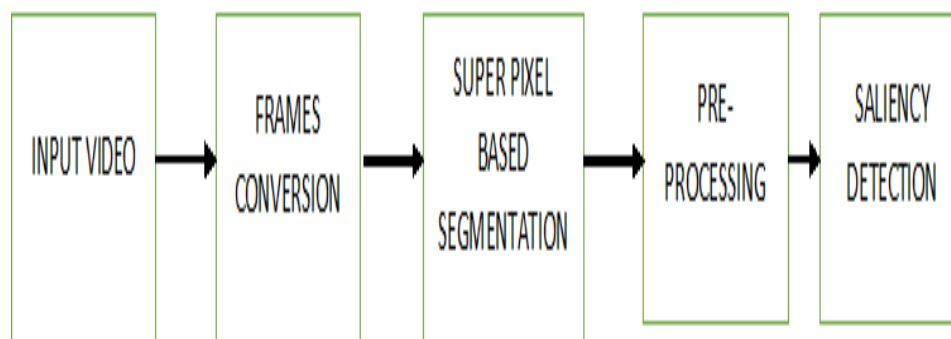 INPUT VIDEO
FRAMES
CONVERSION
SUPER PIXEL
BASED
SEGMENTATION
PRE-
PROCESSING
SALIENCY
DETECTION